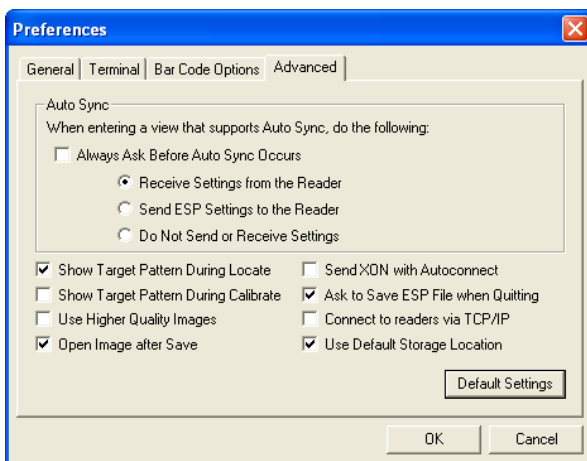 Preferences
General Terminal Bar Code Options Advanced
Auto Sync
When entering a view that supports Auto Sync, do the following:
Always Ask Before Auto Sync Occurs
Receive Settings from the Reader
Send ESP Settings to the Reader
Do Not Send or Receive Settings
Show Target Pattern During Locate Send XON with Autoconnect
Show Target Pattern During Calibrate Ask to Save ESP File when Quitting
Use Higher Quality Images Connect to readers via TCP/IP
Open Image after Save Use Default Storage Location
Default Settings
OK Cancel